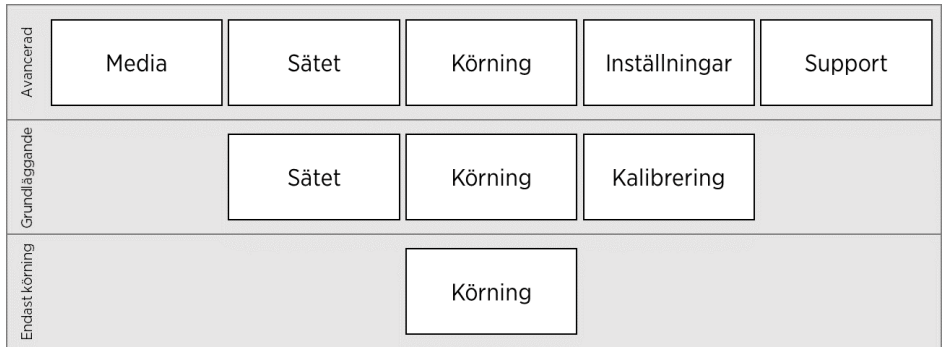 Avancerad
Media
Sätet
Körning
Inställningar
Support
Grundläggande
Sätet
Körning
Kalibrering
Endast körning
Körning